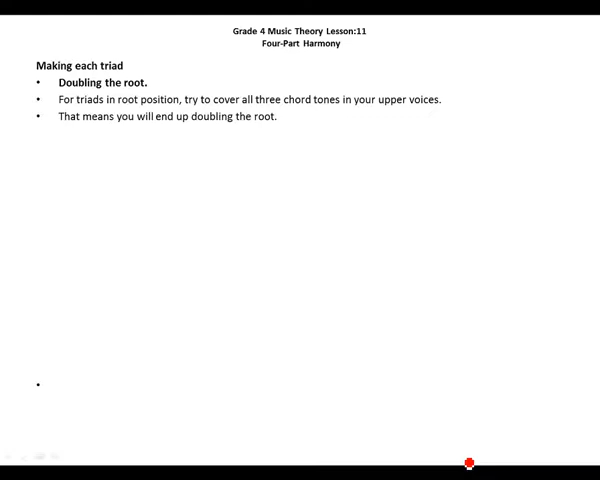 Grade 4 Music Theory Lesson:11
Four-Part Harmony
Making each triad
• Doubling the root.
• For triads in root position, try to cover all three chord tones in your upper voices.
• That means you will end up doubling the root.
•